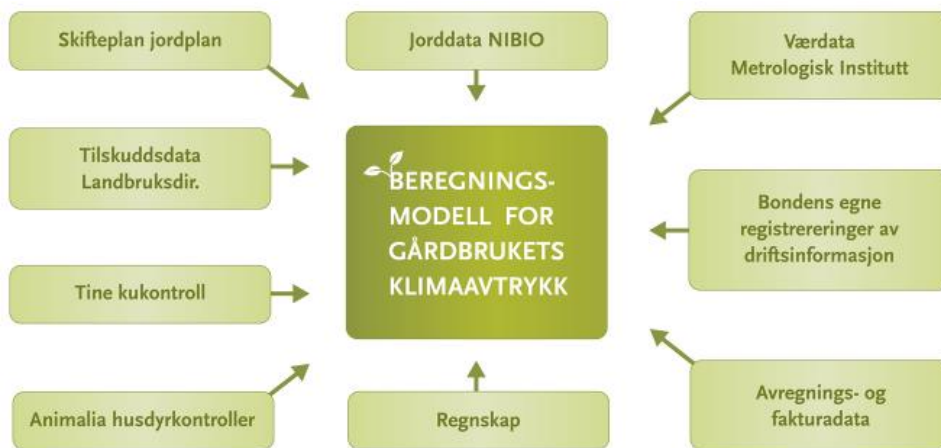 Skifteplan jordplan
Jorddata NIBIO
Værdata
Metrologisk Institutt
Tilskuddsdata
Landbruksdir.
BEREGNINGS-
MODELL FOR
GÅRDBRUKETS
KLIMAAVTRYKK
Bondens egne
registrereringer av
driftsinformasjon
Tine kukontroll
Animalia husdyrkontroller
Regnskap
Avregnings- og
fakturadata